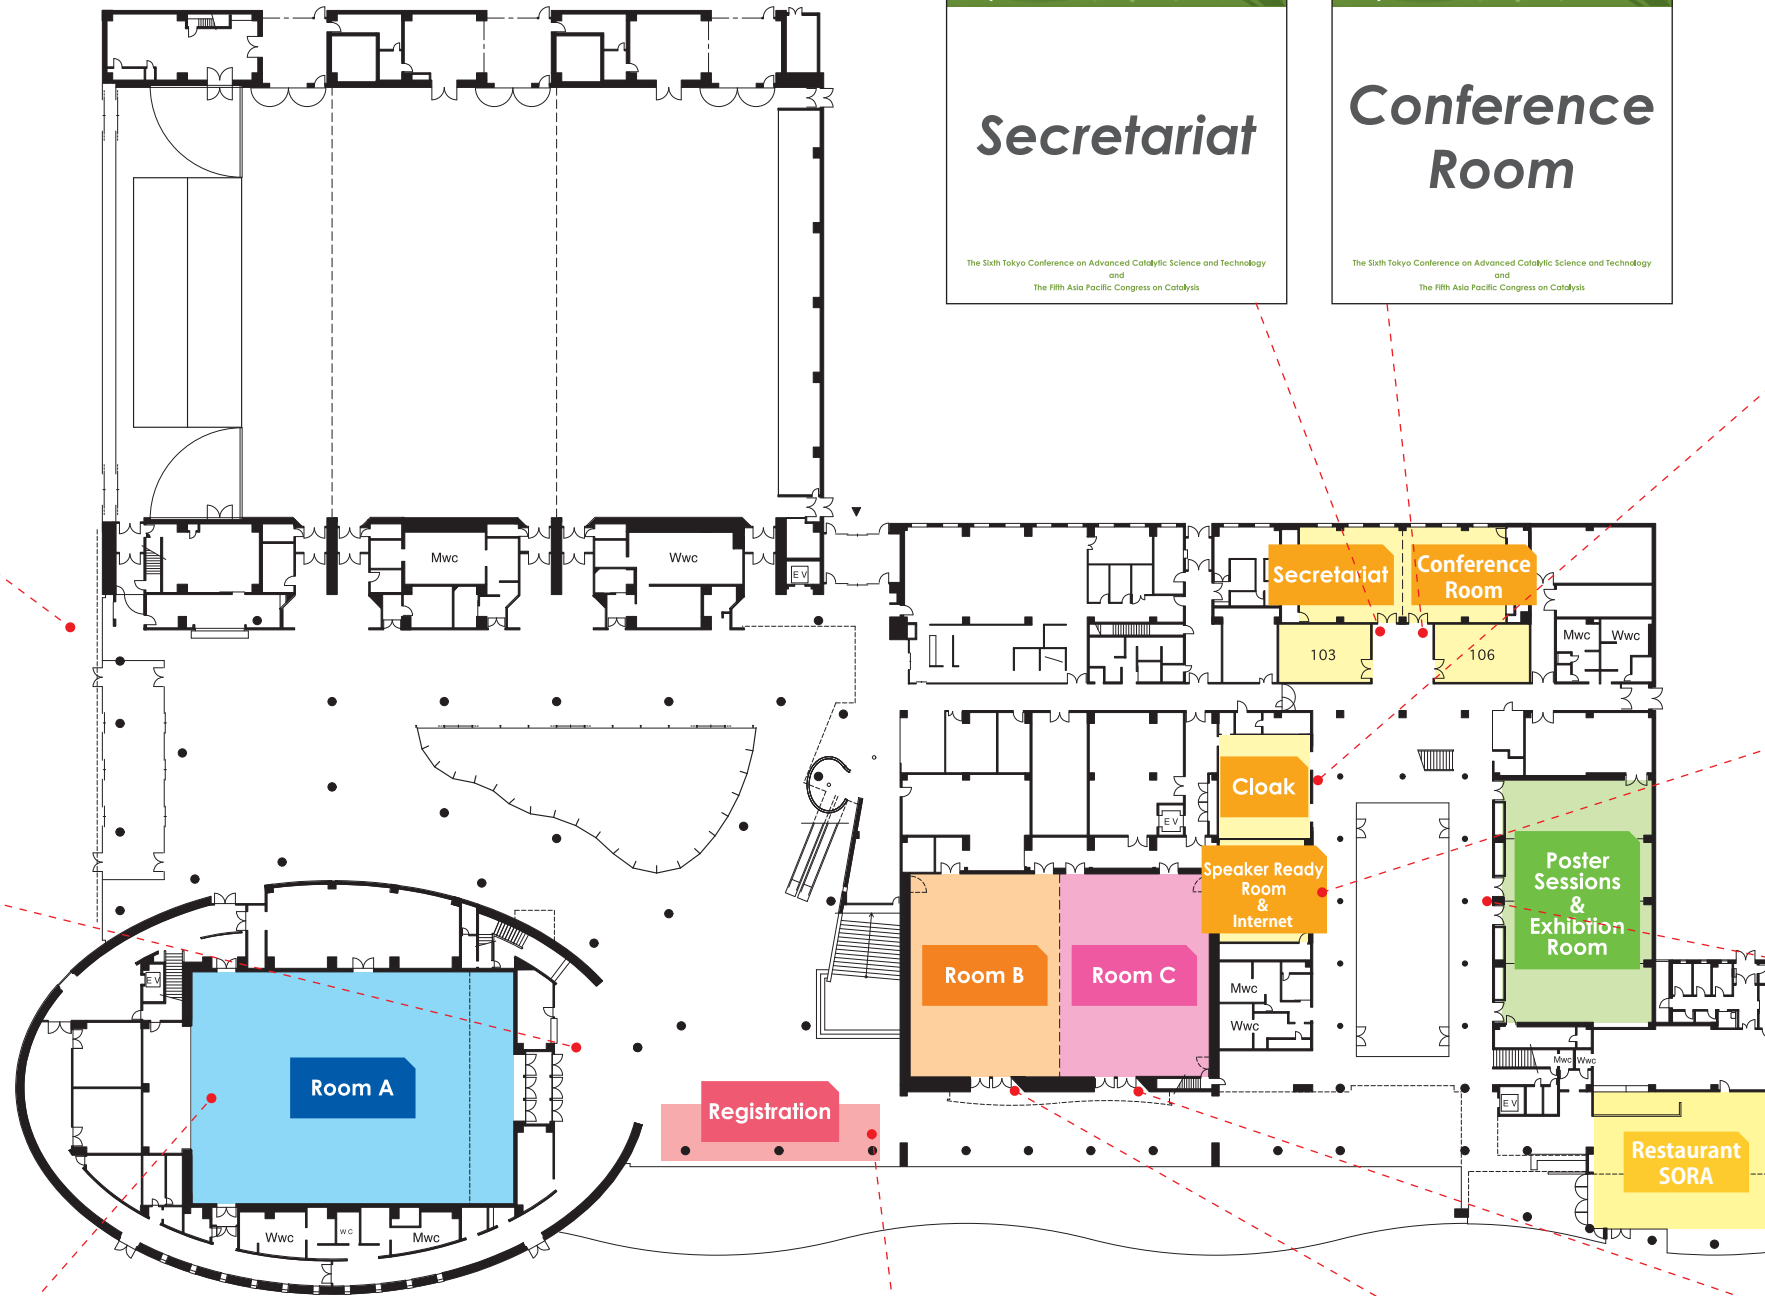 Secretariat
The Sixth Tokyo Conference on Advanced Catalytic Science and Technology
and
The Fifth Asia Pacific Congress on Catalysis
Conference
Room
The Sixth Tokyo Conference on Advanced Catalytic Science and Technology
and
The Fifth Asia Pacific Congress on Catalysis
Mwc
Wwc
EV
Secretariat
Conference
Room
103
106
Mwc
Wwc
Cloak
EV
Speaker Ready
Room
&
Internet
Poster
Sessions
&
Exhibtion
Room
Room B
Room C
Mwc
Wwc
EV
Room A
Registration
Mwc
Wwc
EV
Restaurant
SORA
Wwc
WC
Mwc